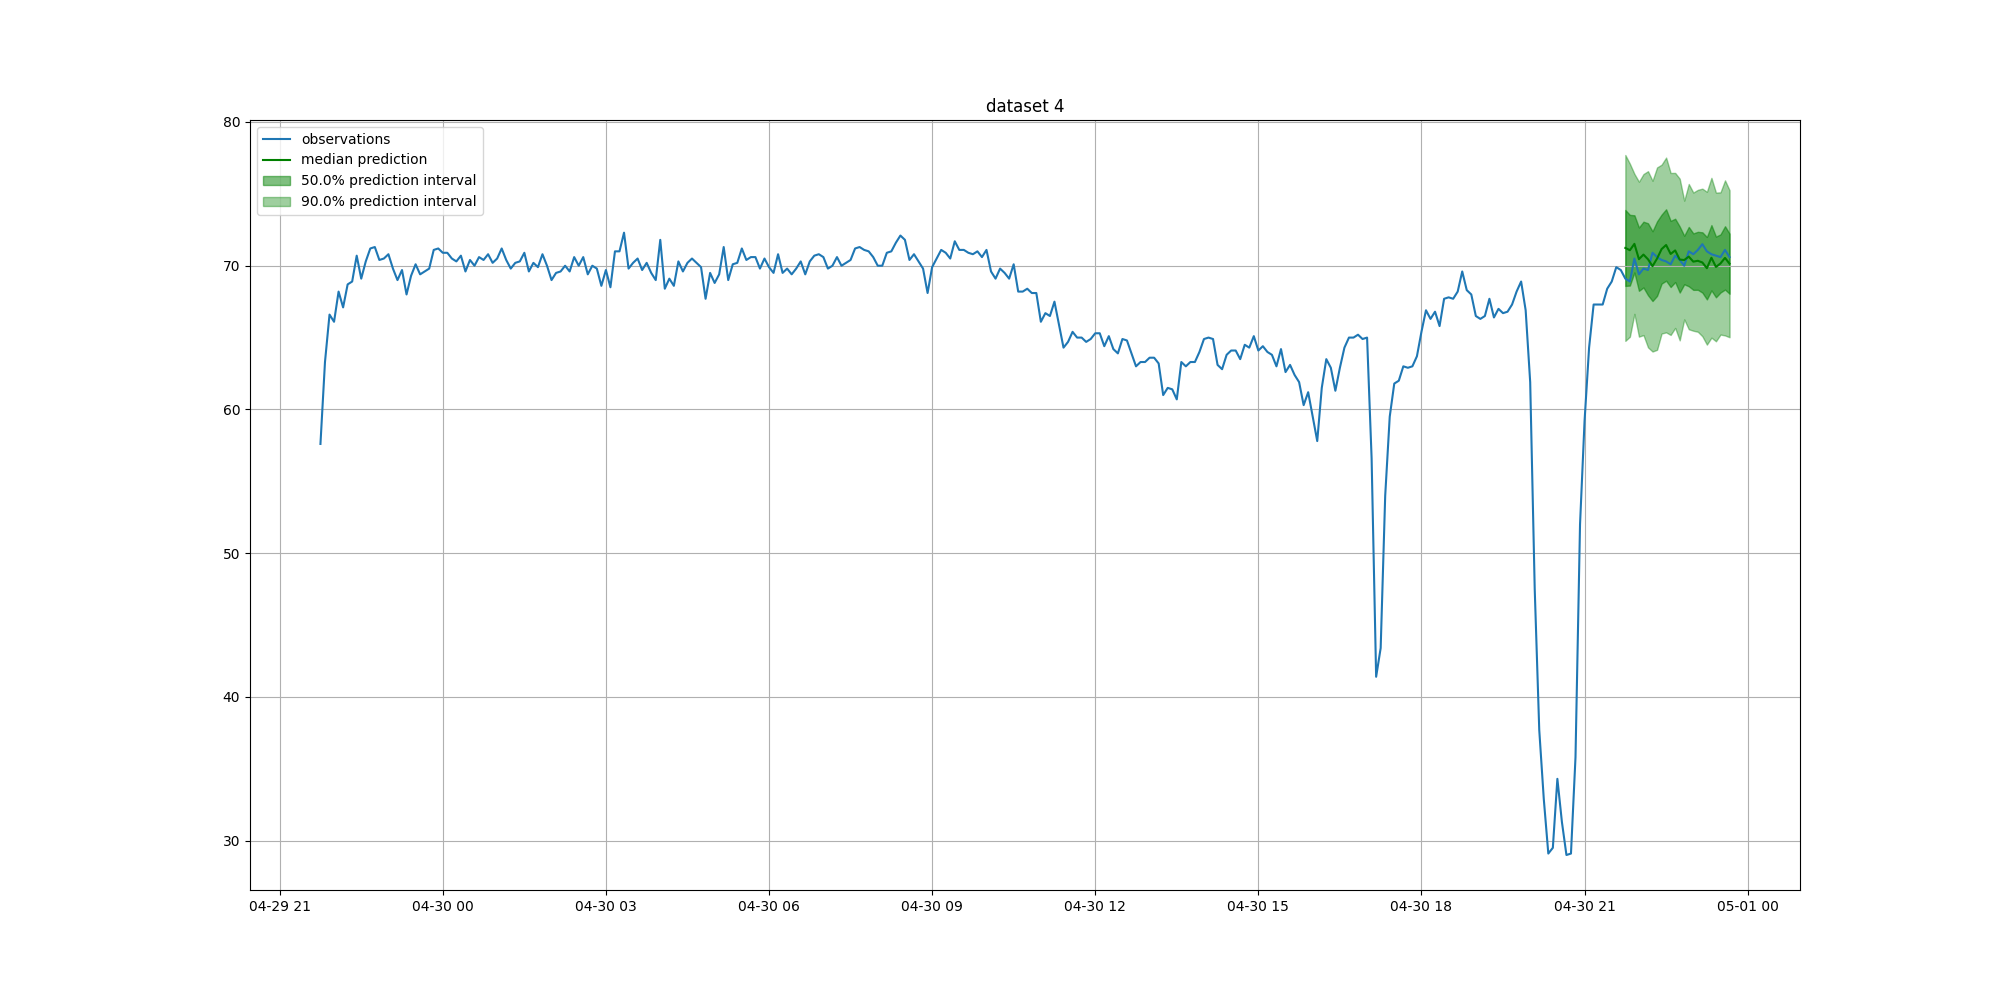 dataset 4
80
observations
median prediction
50.0% prediction interval
90.0% prediction interval
70
60
50
40
30
04-29 21 04-30 00 04-30 03 04-30 06 04-30 09 04-30 12 04-30 15 04-30 18 04-30 21 05-01 00